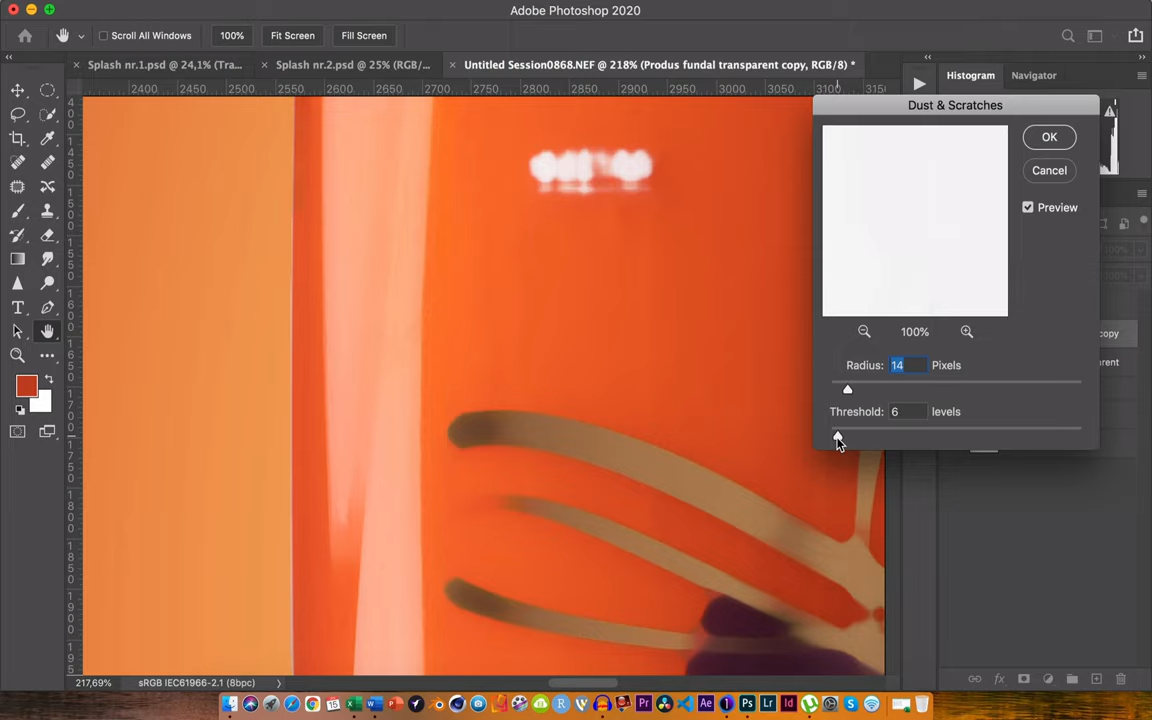 Adobe Photoshop 2020
Scroll All Windows
100%
Fit Screen
Fill Screen
Splash nr.1.psd @ 24,1% (Tra...
Splash nr.2.psd @ 25% (RGB/...
Untitled Session0868.NEF @ 218% (Produs fundal transparent copy, RGB/8) *
Histogram
Navigator
2400 2450 2500 2550 2600 2650 2700 2750 2800 2850 2900 2950 3000 3050 3100 315
Dust & Scratches
OK
Cancel
Preview
100%
Radius: 14 Pixels
Threshold: 6 levels
copy
217,69%
sRGB IEC61966-2.1 (8bpc)